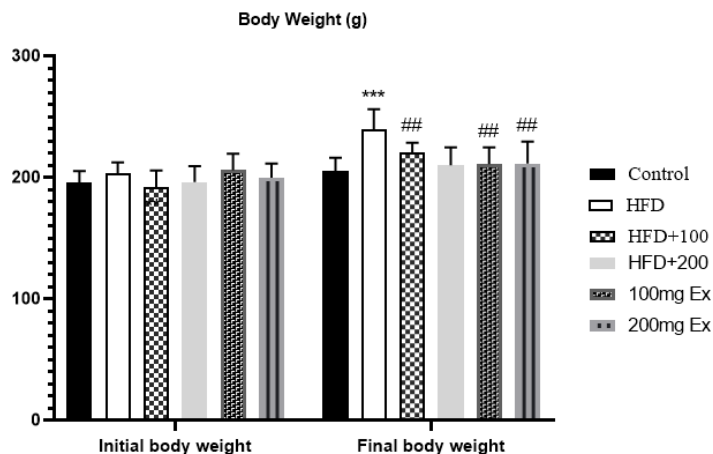 Body Weight (g)
300
200
100
0
***
##
##
##
Initial body weight
Final body weight
Control
HFD
HFD+100
HFD+200
100mg Ex
200mg Ex